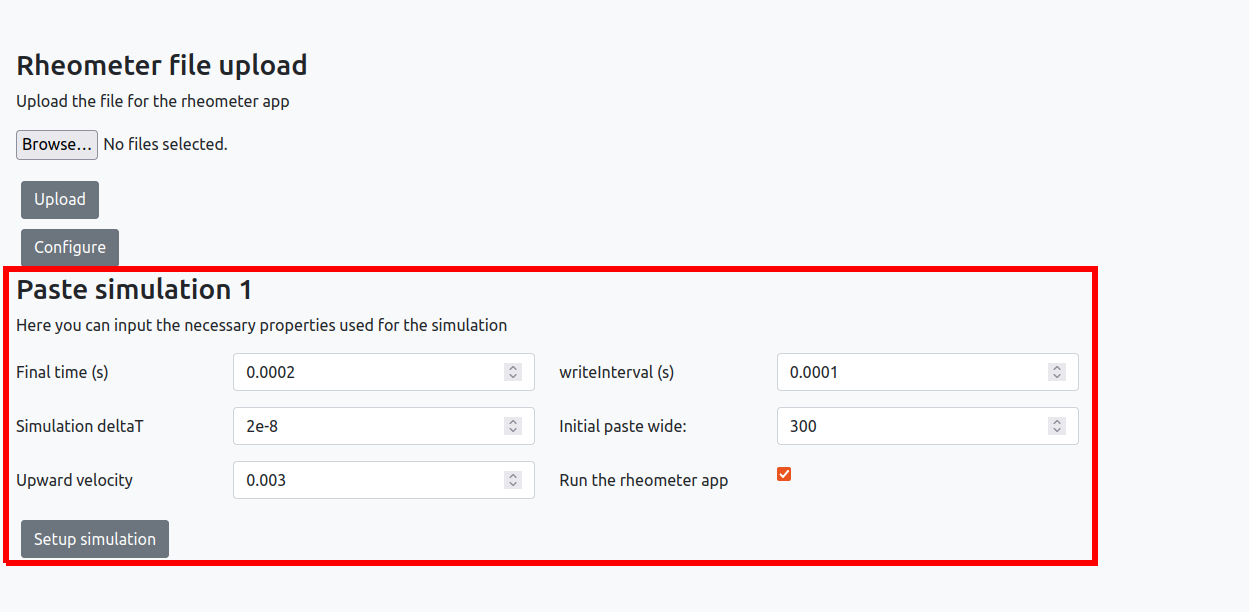 Rheometer file upload
Upload the file for the rheometer app
Browse... No files selected.
Upload
Configure
Paste simulation 1
Here you can input the necessary properties used for the simulation
Final time (s) 0.0002 writeInterval (s) 0.0001
Simulation deltaT 2e-8 Initial paste wide: 300
Upward velocity 0.003 Run the rheometer app
Setup simulation